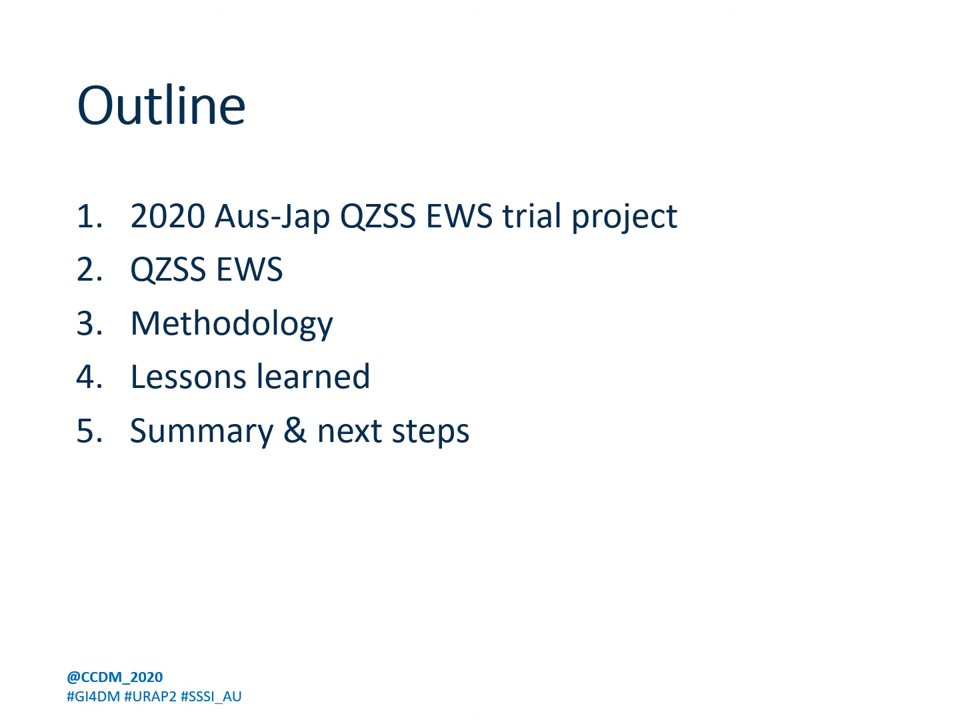 Outline
1. 2020 Aus-Jap QZSS EWS trial project
2. QZSS EWS
3. Methodology
4. Lessons learned
5. Summary & next steps
@CCDM_2020
#GI4DM #URAP2 #SSSI_AU